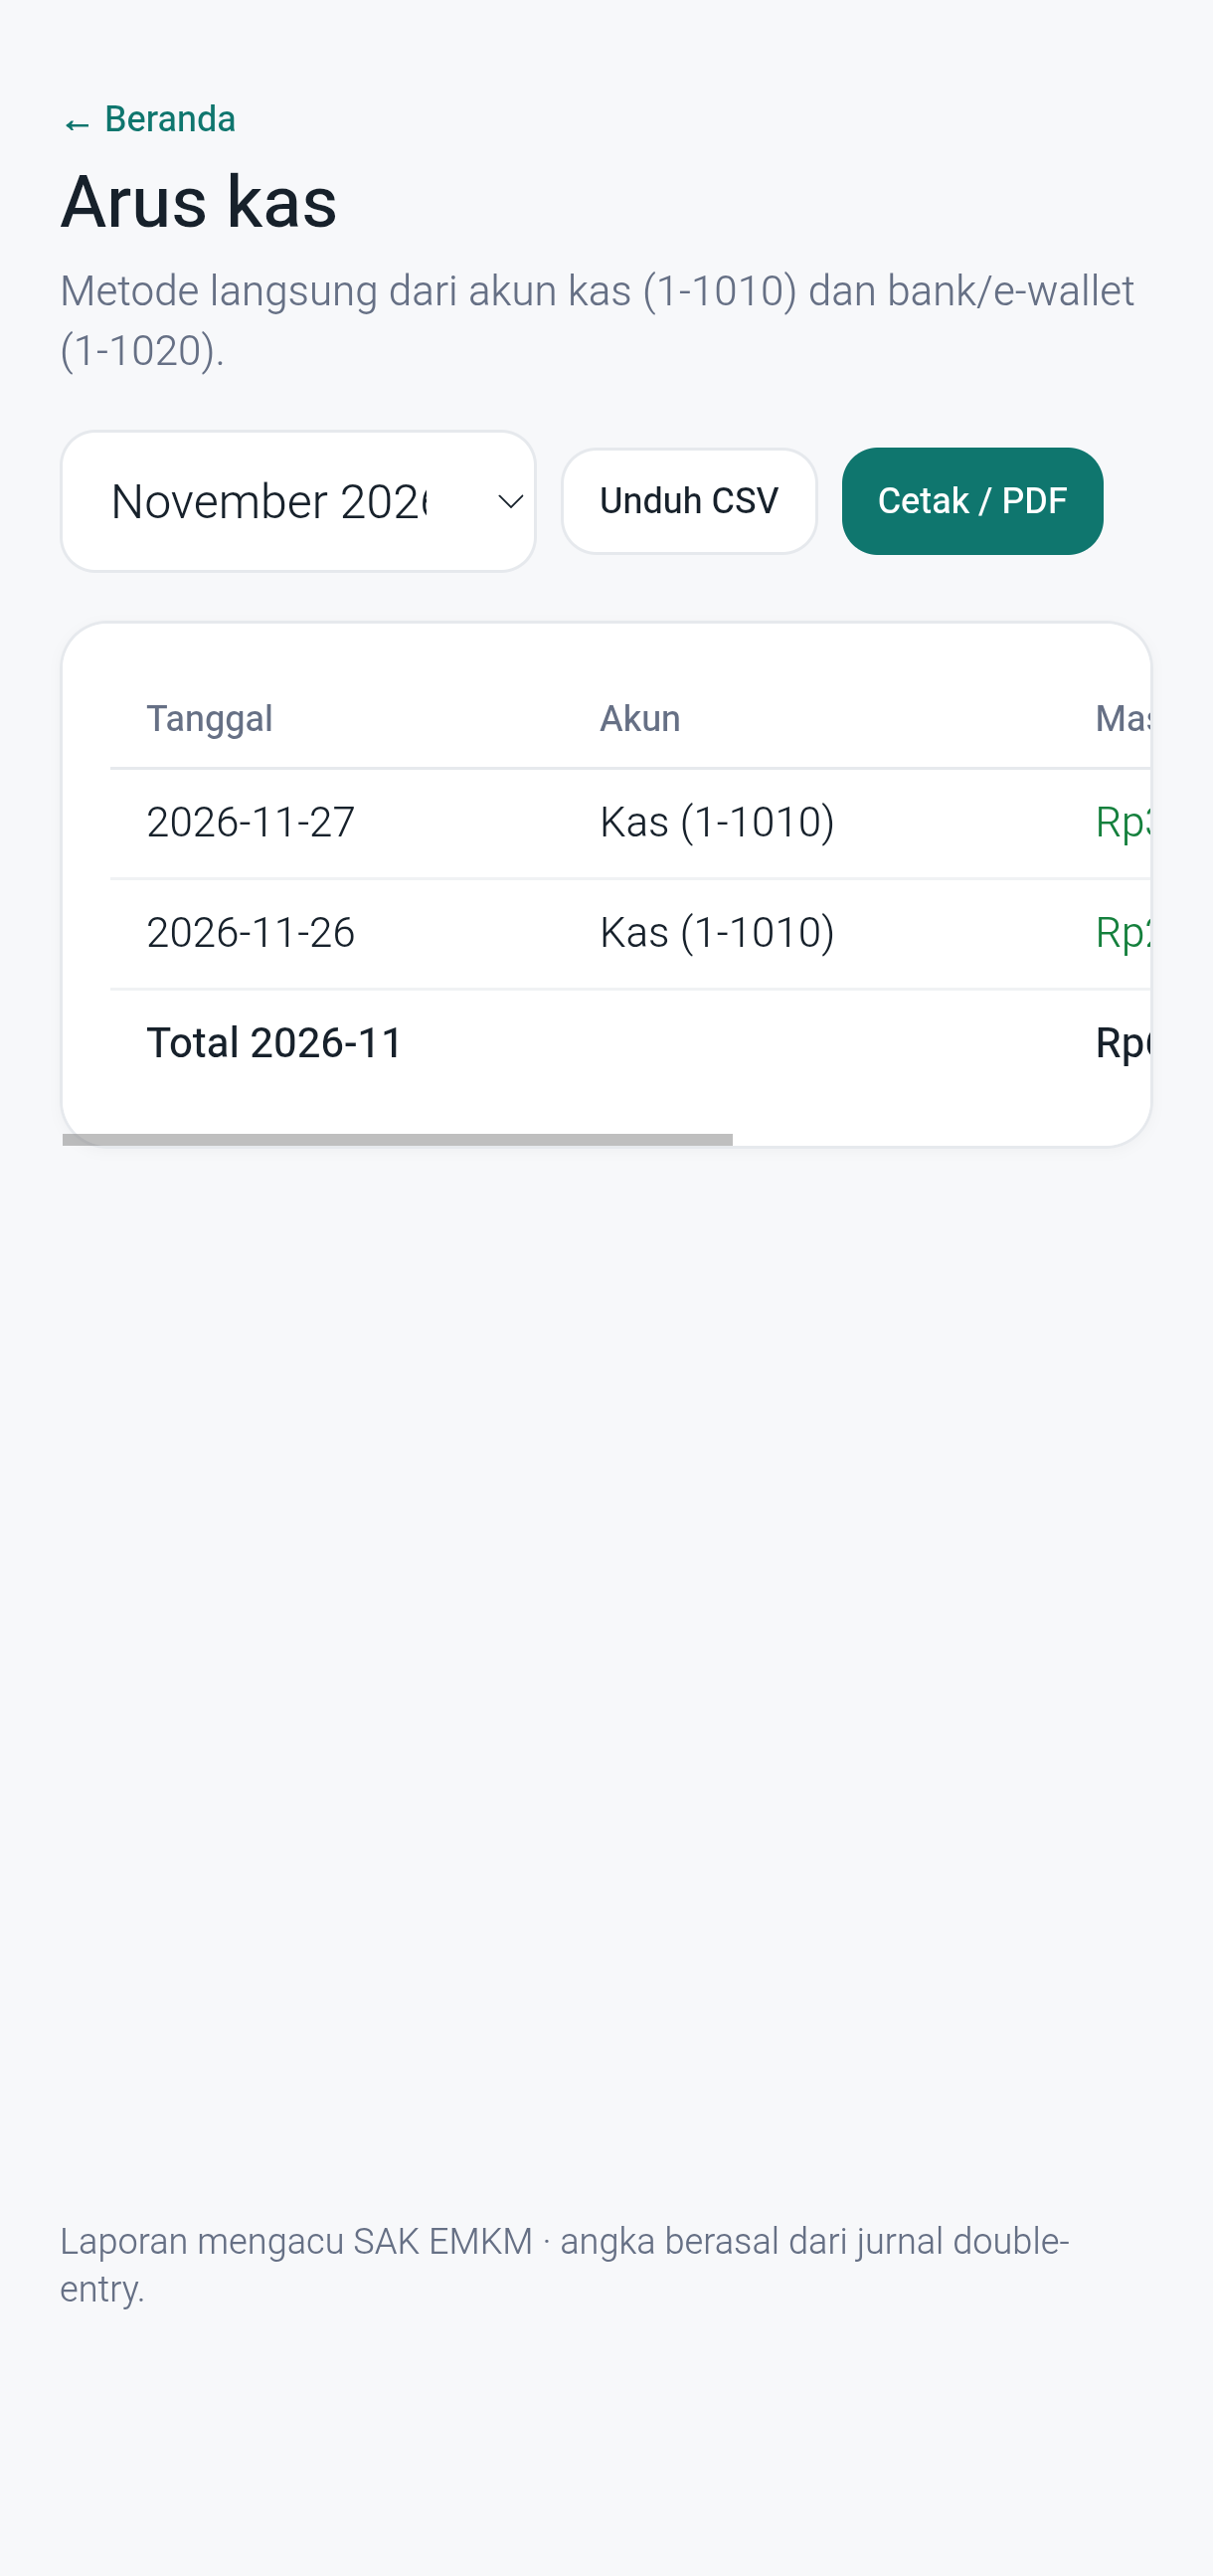 ← Beranda
Arus kas
Metode langsung dari akun kas (1-1010) dan bank/e-wallet
(1-1020).
November 2026
Unduh CSV
Cetak / PDF
Tanggal Akun
2026-11-27 Kas (1-1010)
2026-11-26 Kas (1-1010)
Total 2026-11
Laporan mengacu SAK EMKM · angka berasal dari jurnal double-
entry.